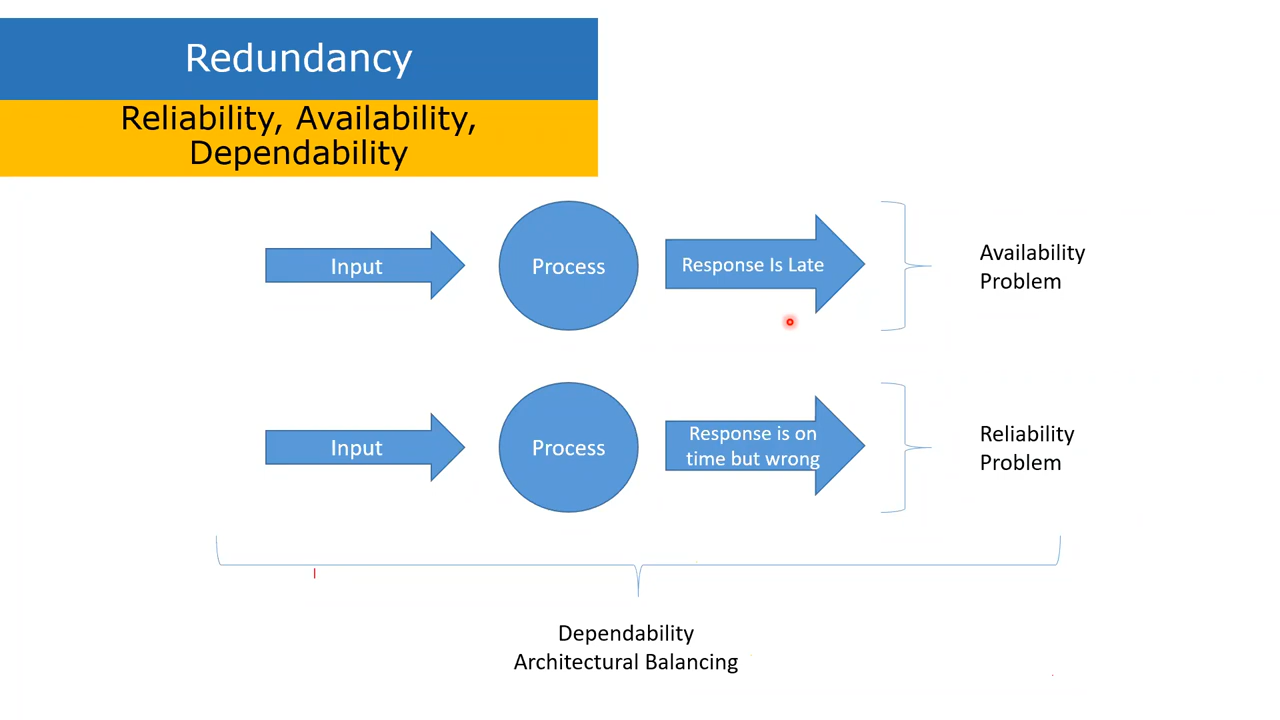 Redundancy
Reliability, Availability,
Dependability
Input
Process
Response Is Late
Availability
Problem
Input
Process
Response is on
time but wrong
Reliability
Problem
Dependability
Architectural Balancing